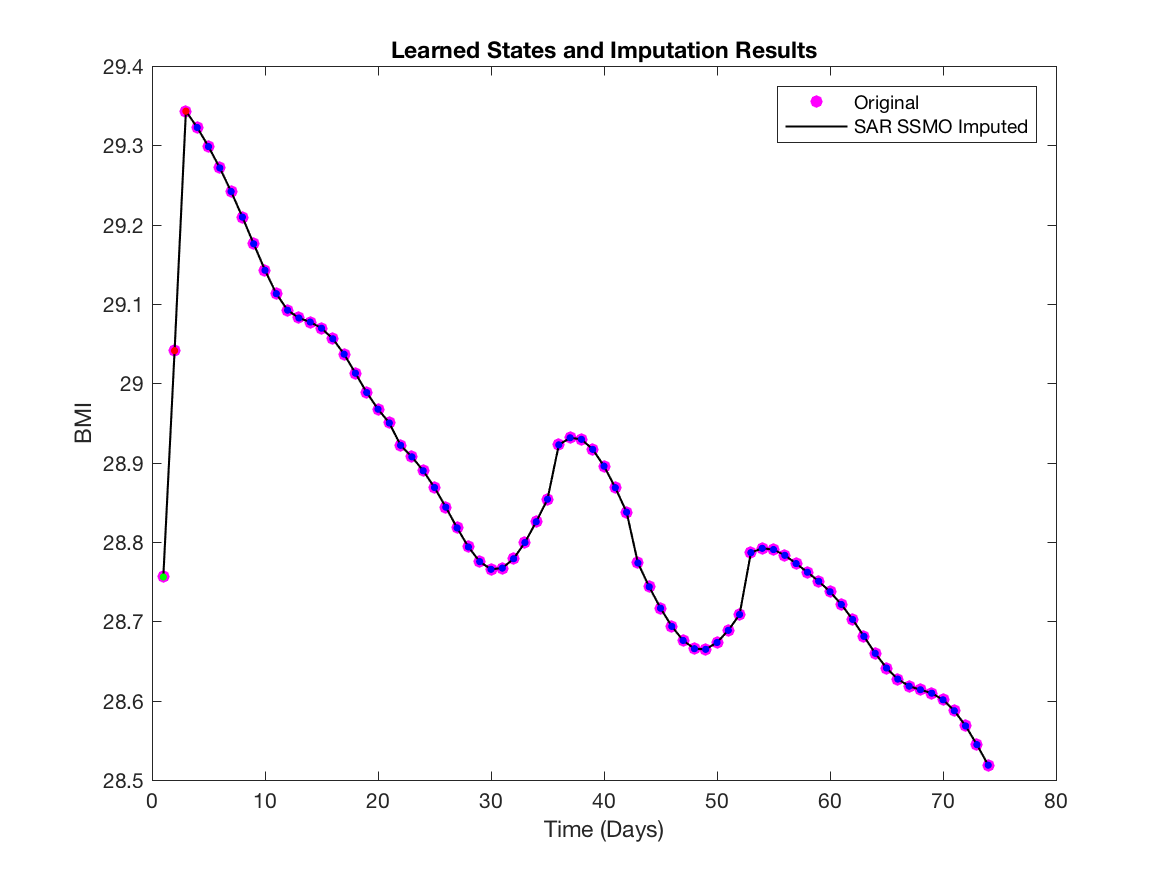 Learned States and Imputation Results
29.4
29.3
29.2
29.1
29
28.9
28.8
28.7
28.6
28.5
BMI
Original
SAR SSMO Imputed
0 10 20 30 40 50 60 70 80
Time (Days)